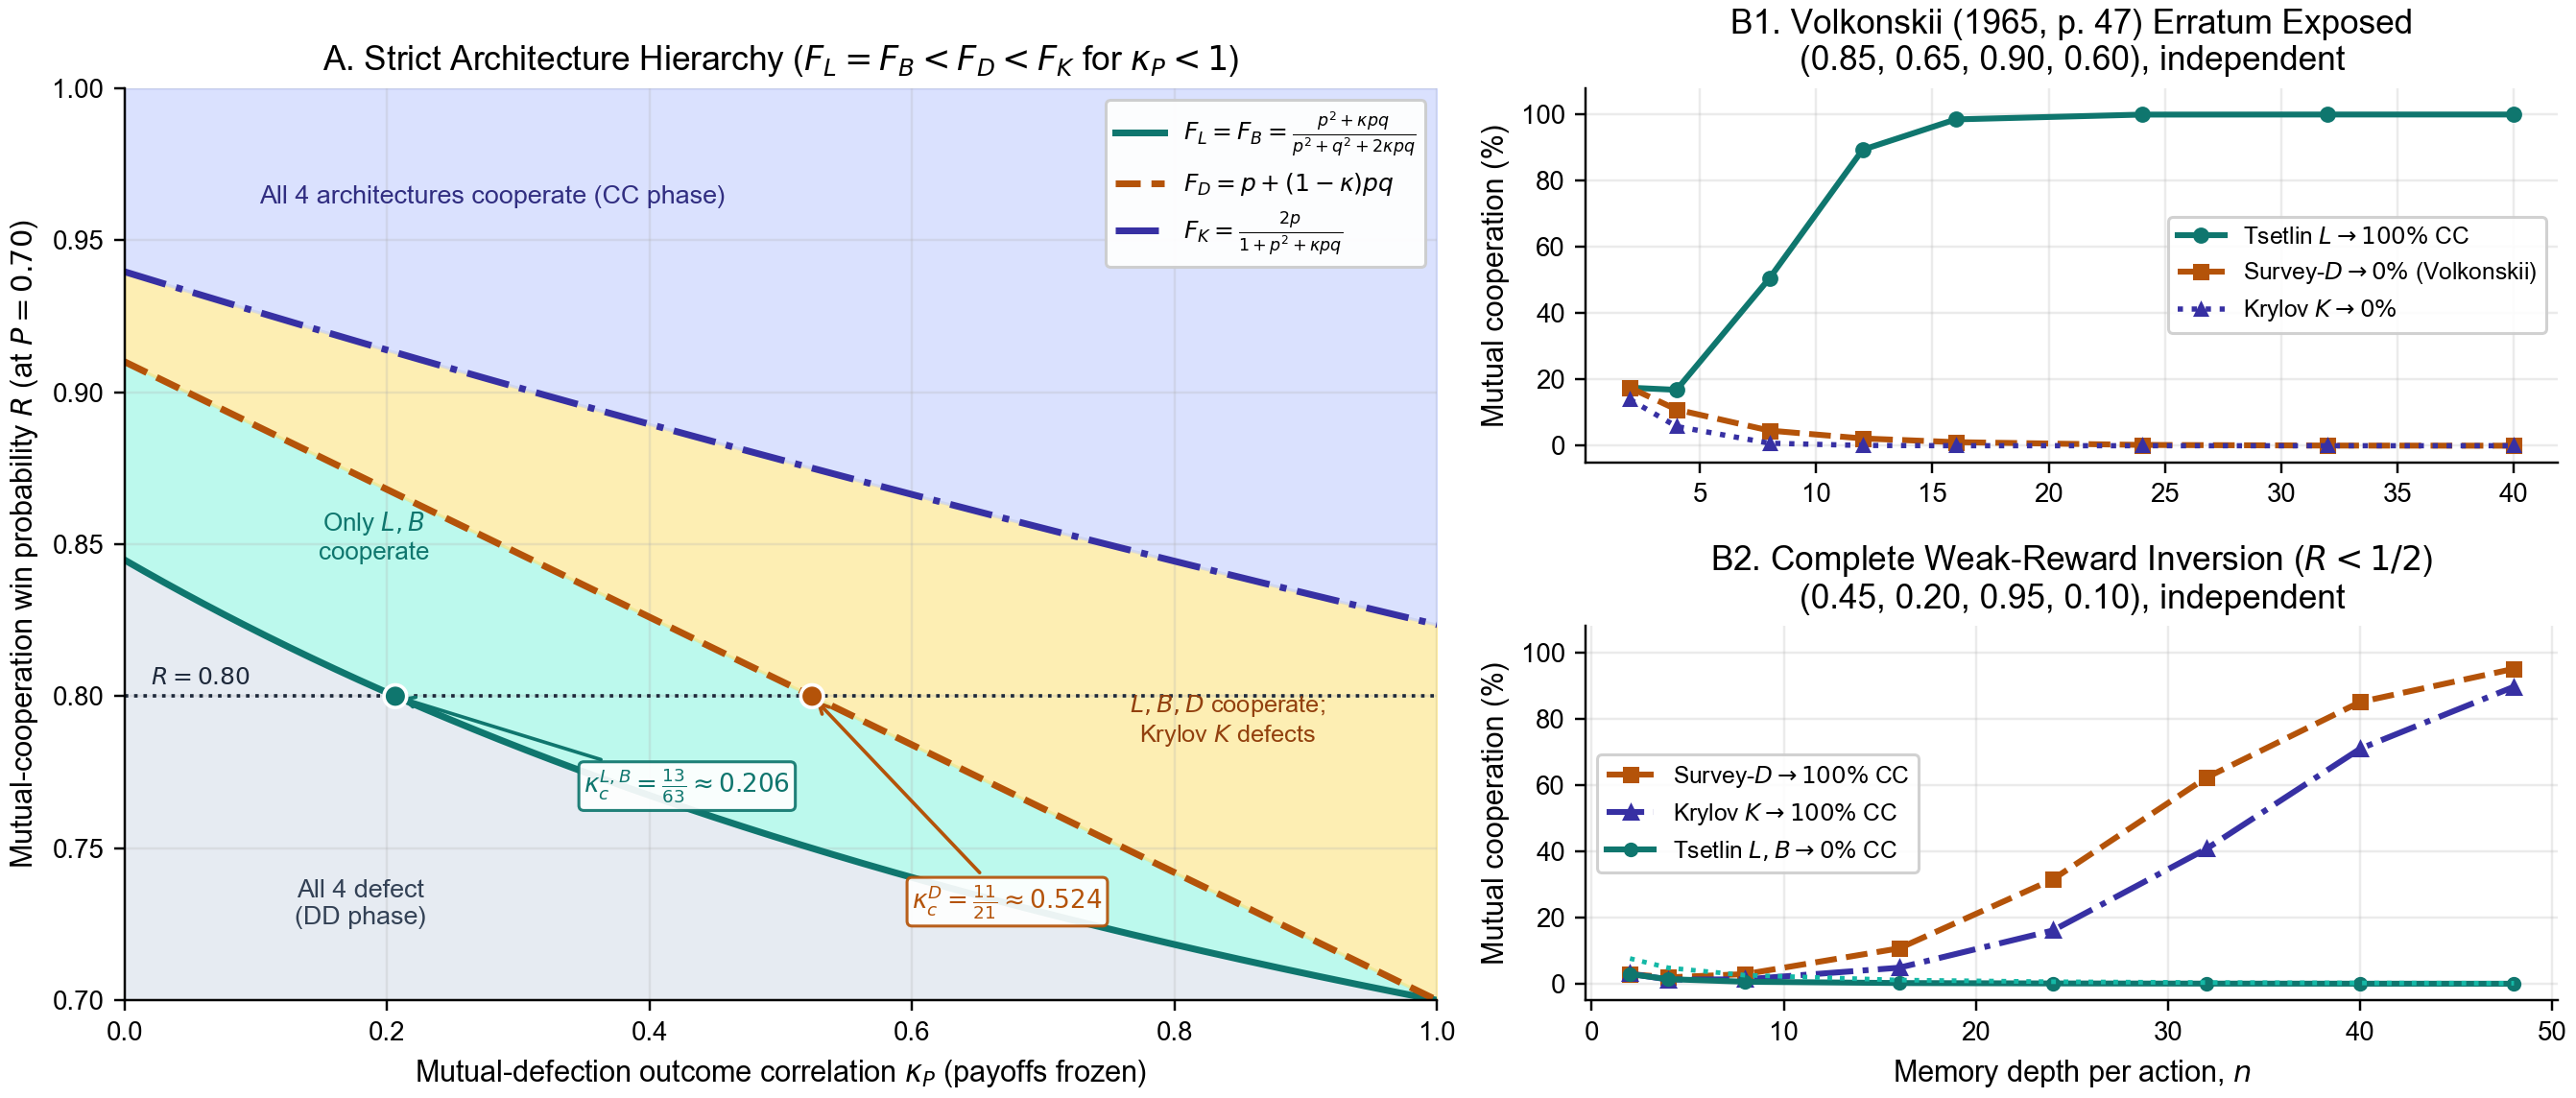 A. Strict Architecture Hierarchy (F_L = F_B < F_D < F_K for κ_P < 1)
Mutual-cooperation win probability R (at P = 0.70)
1.00
0.95
0.90
0.85
0.80
0.75
0.70
F_L = F_B = (p² + κpq)/(p² + q² + 2κpq)
F_D = p + (1 − κ)pq
F_K = 2p/(1 + p² + κpq)
All 4 architectures cooperate (CC phase)
Only L, B
cooperate
R = 0.80
L, B, D cooperate;
Krylov K defects
κ_c^{L, B} = 13/63 ≈ 0.206
κ_c^D = 11/21 ≈ 0.524
All 4 defect
(DD phase)
0.0
0.2
0.4
0.6
0.8
1.0
Mutual-defection outcome correlation κ_P (payoffs frozen)
B1. Volkonskii (1965, p. 47) Erratum Exposed
(0.85, 0.65, 0.90, 0.60), independent
Mutual cooperation (%)
100
80
60
40
20
0
Tsetlin L → 100% CC
Survey-D → 0% (Volkonskii)
Krylov K → 0%
5
10
15
20
25
30
35
40
B2. Complete Weak-Reward Inversion (R < 1/2)
(0.45, 0.20, 0.95, 0.10), independent
Mutual cooperation (%)
100
80
60
40
20
0
Survey-D → 100% CC
Krylov K → 100% CC
Tsetlin L, B → 0% CC
0
10
20
30
40
50
Memory depth per action, n